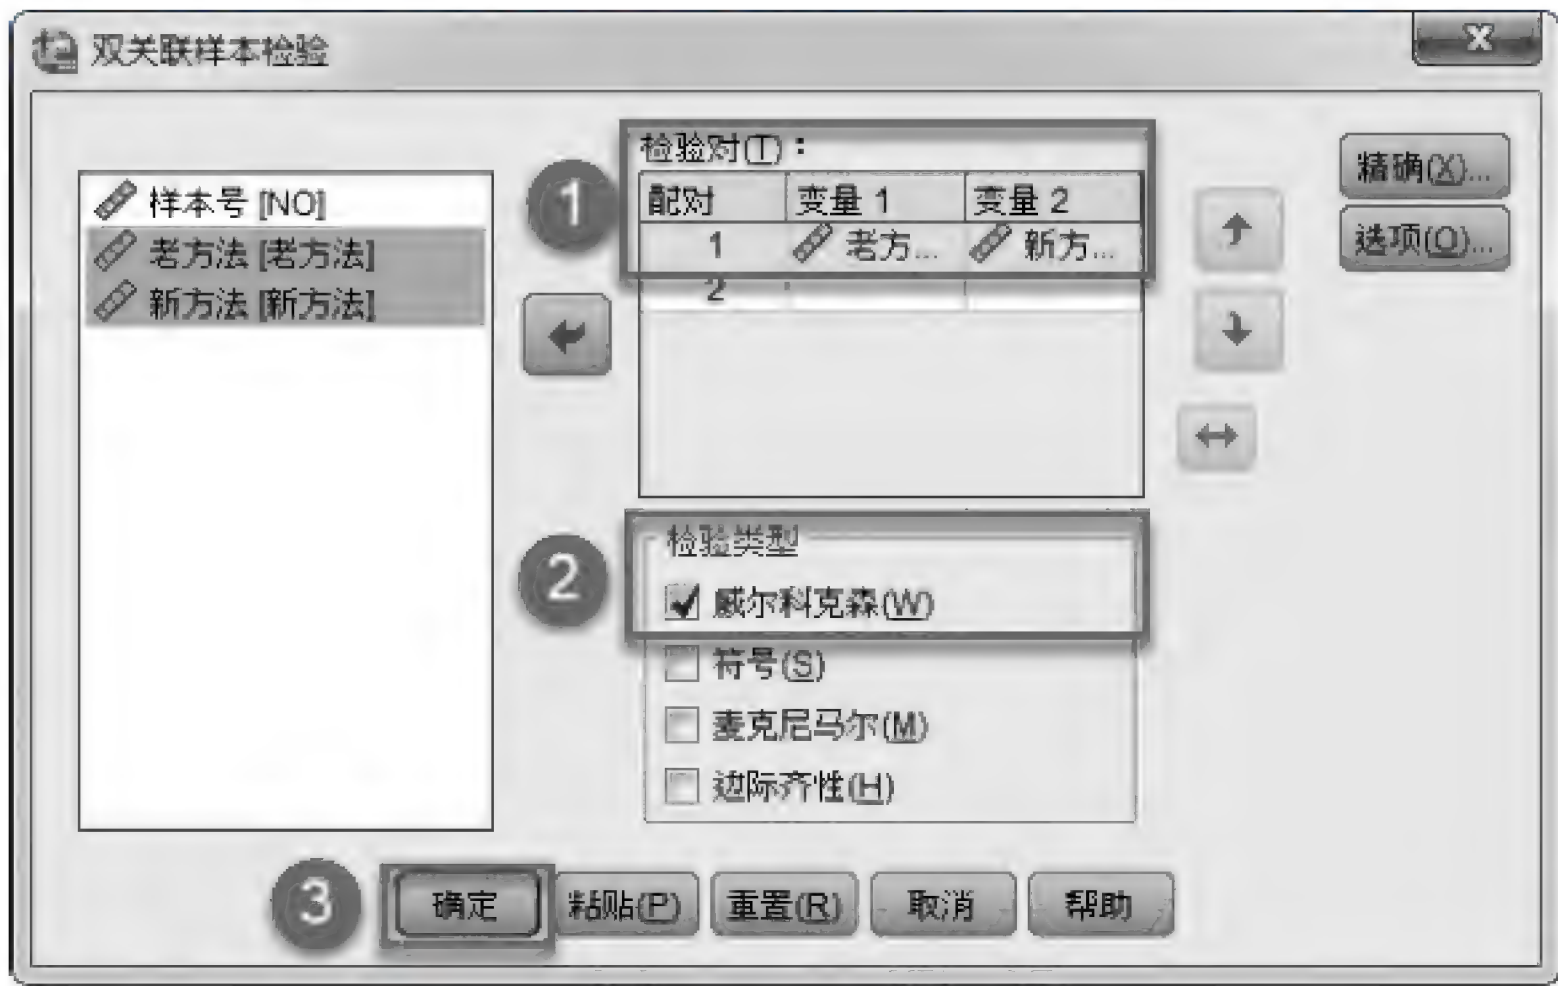 双关联样本检验
样本号 [NO]
老方法 [老方法]
新方法 [新方法]
1
检验对(T)：
配对 变量 1 变量 2
1 老方... 新方...
2
精确(X)...
选项(O)...
2
检验类型
威尔科克森(W)
符号(S)
麦克尼马尔(M)
边际齐性(H)
3
确定 粘贴(P) 重置(R) 取消 帮助